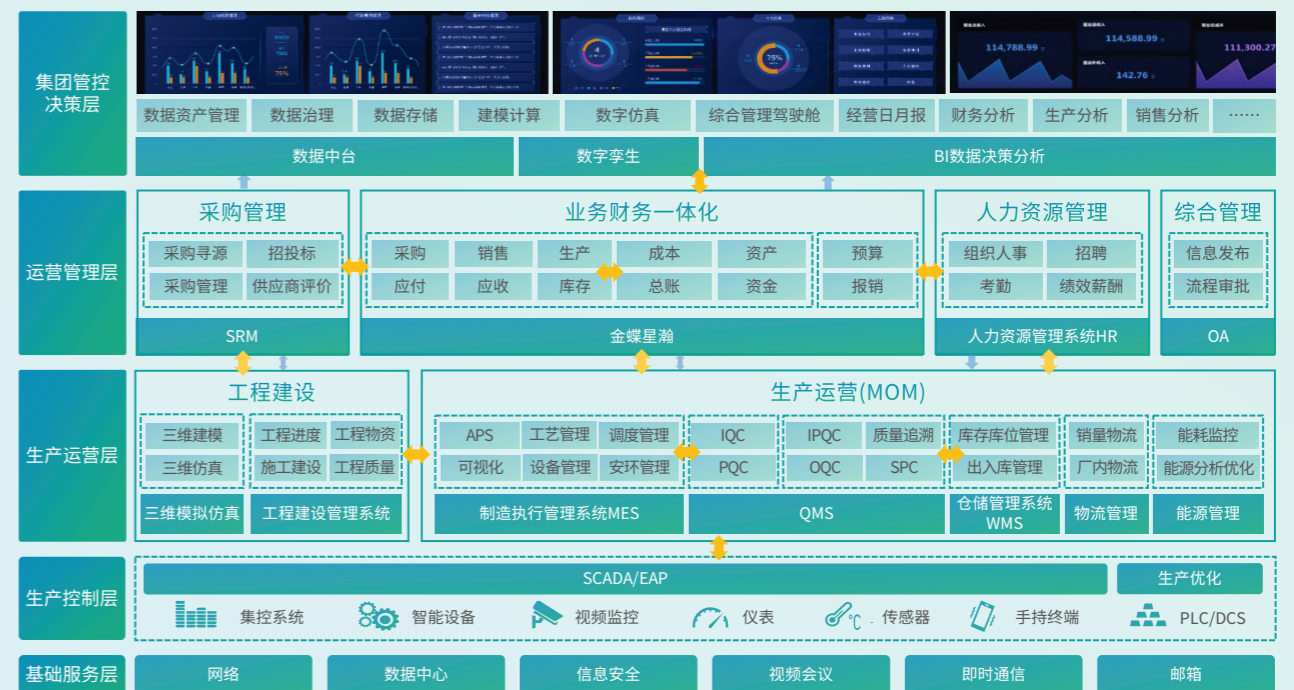 集团管控
决策层
114,788.99
114,588.99
142.76
111,300.27
75%
数据资产管理
数据治理
数据存储
建模计算
数字仿真
综合管理驾驶舱
经营日月报
财务分析
生产分析
销售分析
……
数据中台
数字孪生
BI数据决策分析
运营管理层
采购管理
采购寻源
招投标
采购管理
供应商评价
SRM
业务财务一体化
采购
销售
生产
成本
资产
预算
应付
应收
库存
总账
资金
报销
金蝶星瀚
人力资源管理
组织人事
招聘
考勤
绩效薪酬
人力资源管理系统HR
综合管理
信息发布
流程审批
OA
生产运营层
工程建设
三维建模
工程进度
工程物资
三维仿真
施工建设
工程质量
三维模拟仿真
工程建设管理系统
生产运营(MOM)
APS
工艺管理
调度管理
IQC
IPQC
质量追溯
库存库位管理
销量物流
能耗监控
可视化
设备管理
安环管理
PQC
OQC
SPC
出入库管理
厂内物流
能源分析优化
制造执行管理系统MES
QMS
仓储管理系统
WMS
物流管理
能源管理
生产控制层
SCADA/EAP
生产优化
集控系统
智能设备
视频监控
仪表
℃
传感器
手持终端
PLC/DCS
基础服务层
网络
数据中心
信息安全
视频会议
即时通信
邮箱